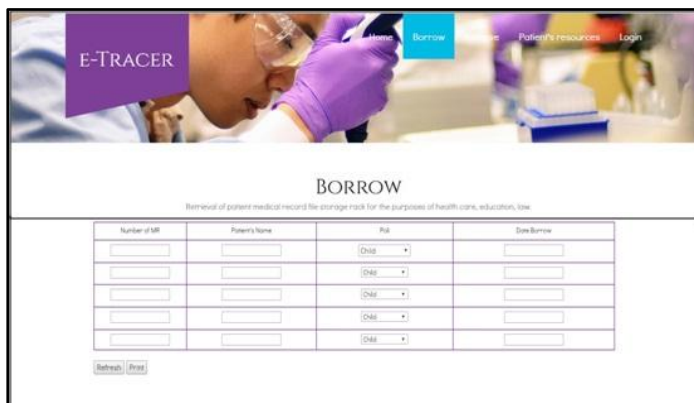 E-TRACER
Home Borrow Patient's resources Login
BORROW
Retrieval of patient medical record file storage rack for the purposes of health care, education, law
Number of MR Patient's Name Poli Date Borrow
Child
Child
Child
Child
Child
Refresh Print